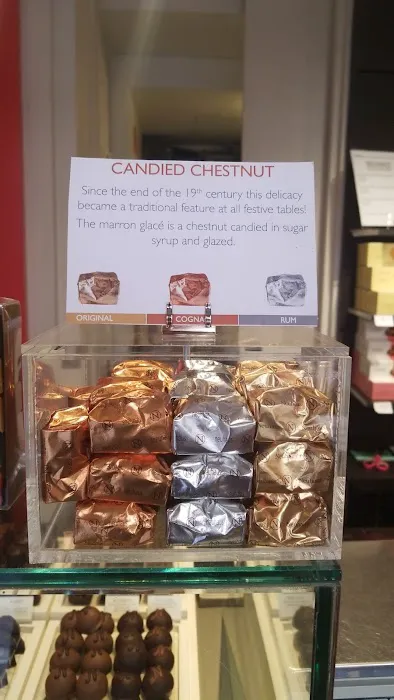 CANDIED CHESTNUT
Since the end of the 19th century this delicacy
became a traditional feature at all festive tables!
The marron glacé is a chestnut candied in sugar
syrup and glazed.
ORIGINAL
COGNAC
RUM